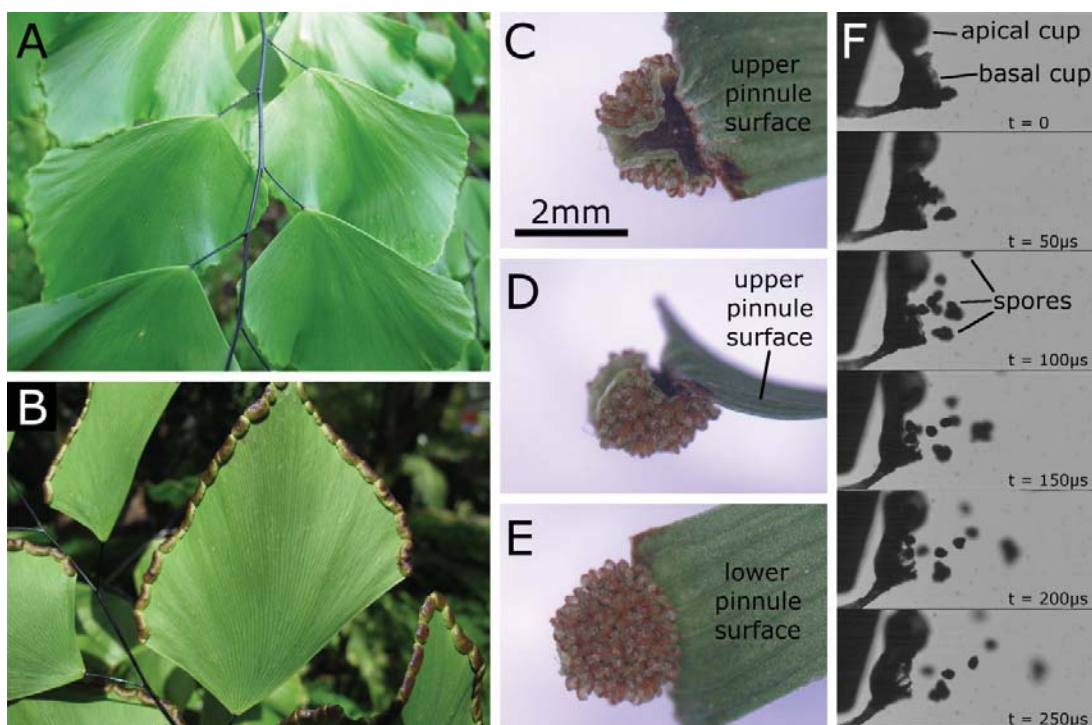 A
B
C
upper
pinnule
surface
2mm
D
upper
pinnule
surface
E
lower
pinnule
surface
F
apical cup
basal cup
t = 0
t = 50µs
spores
t = 100µs
t = 150µs
t = 200µs
t = 250µs